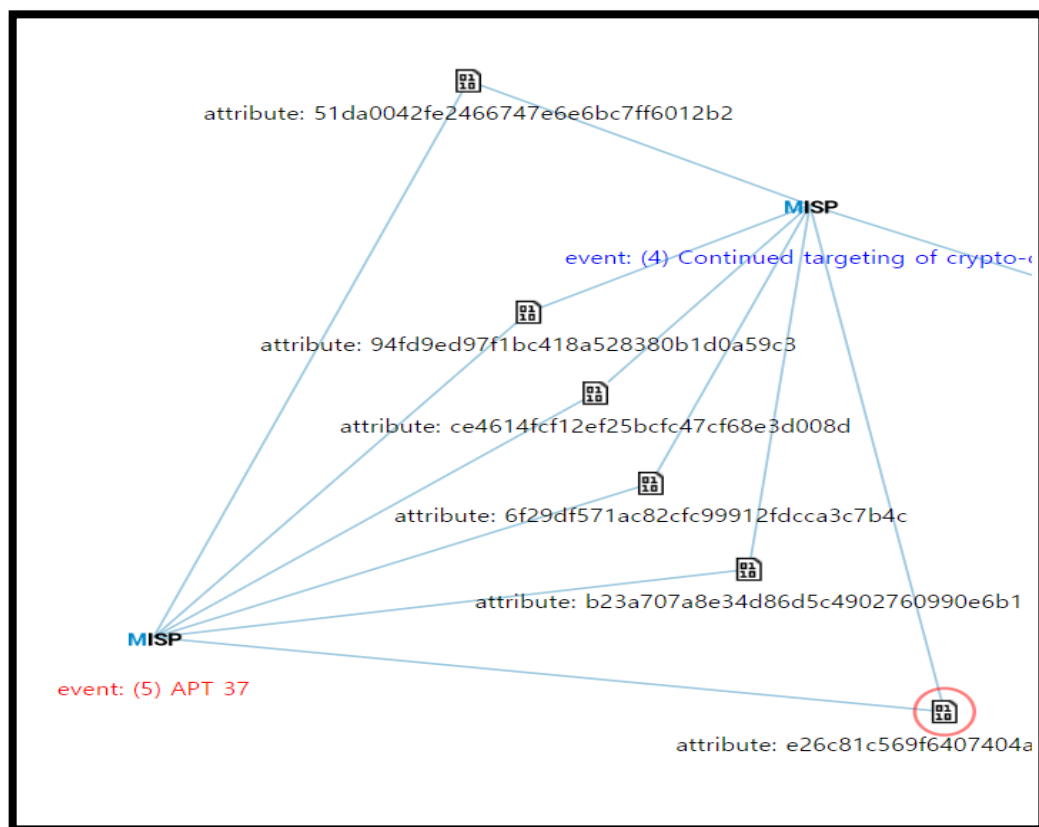 attribute: 51da0042fe2466747e6e6bc7ff6012b2
MISP
event: (4) Continued targeting of crypto-
attribute: 94fd9ed97f1bc418a528380b1d0a59c3
attribute: ce4614fcf12ef25bcfc47cf68e3d008d
attribute: 6f29df571ac82cfc99912fdcca3c7b4c
attribute: b23a707a8e34d86d5c4902760990e6b1
MISP
event: (5) APT 37
attribute: e26c81c569f6407404a